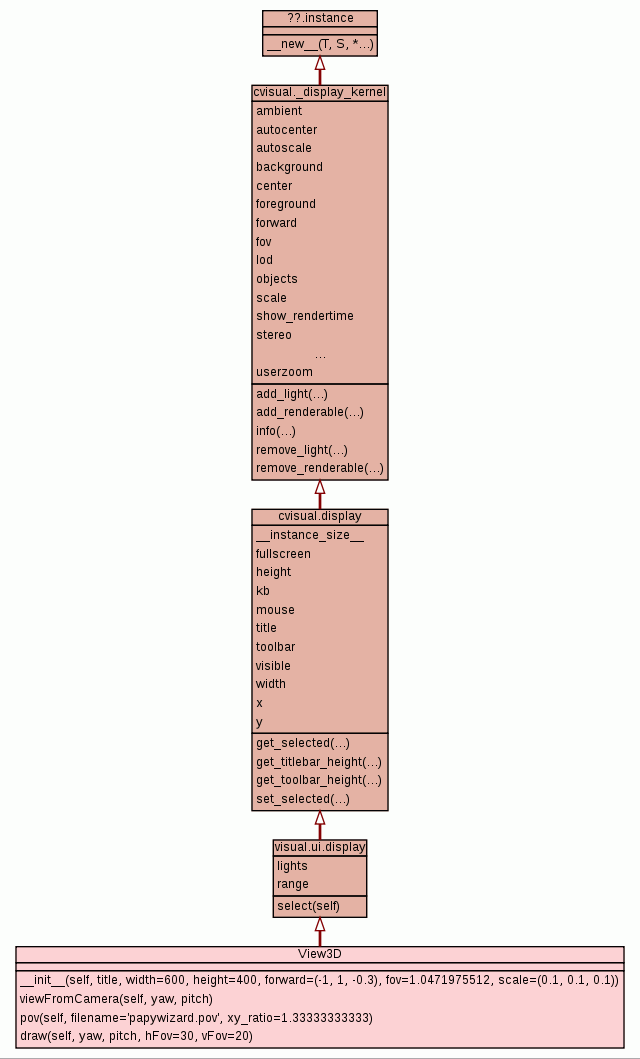 ??.instance
__new__(T, S, *...)
cvisual._display_kernel
ambient
autocenter
autoscale
background
center
foreground
forward
fov
lod
objects
scale
show_rendertime
stereo
...
userzoom
add_light(...)
add_renderable(...)
info(...)
remove_light(...)
remove_renderable(...)
cvisual.display
__instance_size__
fullscreen
height
kb
mouse
title
toolbar
visible
width
x
y
get_selected(...)
get_titlebar_height(...)
get_toolbar_height(...)
set_selected(...)
visual.ui.display
lights
range
select(self)
View3D
__init__(self, title, width=600, height=400, forward=(-1, 1, -0.3), fov=1.0471975512, scale=(0.1, 0.1, 0.1))
viewFromCamera(self, yaw, pitch)
pov(self, filename='papywizard.pov', xy_ratio=1.33333333333)
draw(self, yaw, pitch, hFov=30, vFov=20)